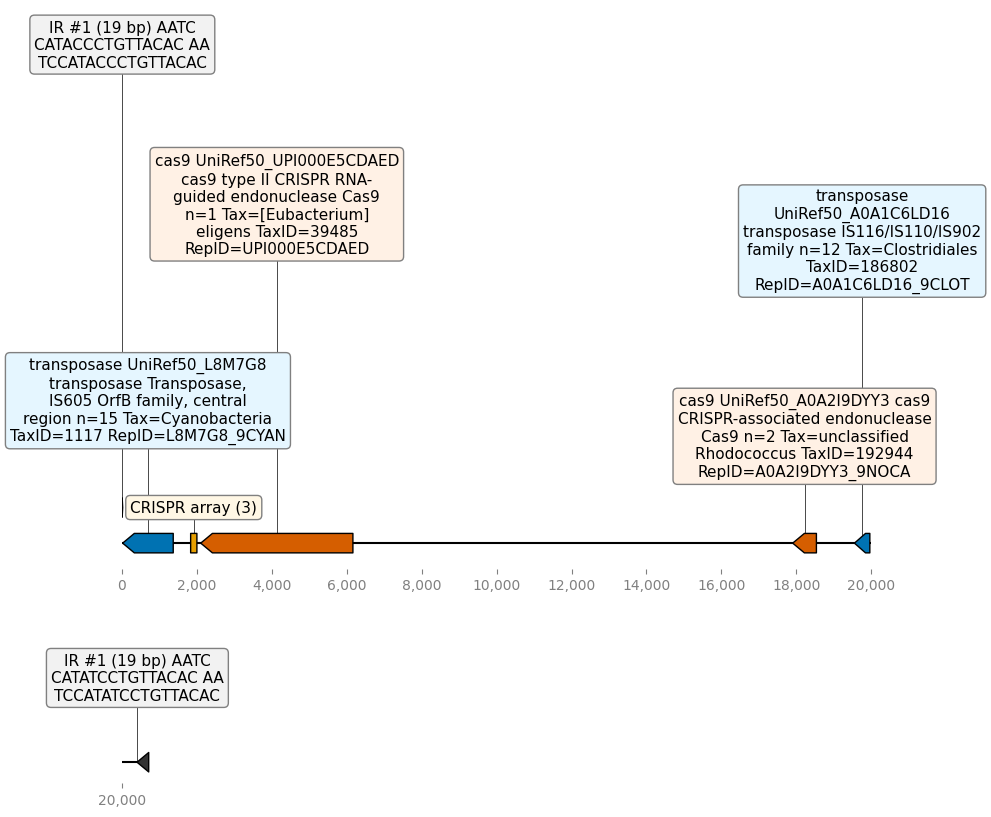 IR #1 (19 bp) AATC
CATACCCTGTTACAC AA
TCCATACCCTGTTACAC
cas9 UniRef50_UPI000E5CDAED
cas9 type II CRISPR RNA-
guided endonuclease Cas9
n=1 Tax=[Eubacterium]
eligens TaxID=39485
RepID=UPI000E5CDAED
transposase
UniRef50_A0A1C6LD16
transposase IS116/IS110/IS902
family n=12 Tax=Clostridiales
TaxID=186802
RepID=A0A1C6LD16_9CLOT
transposase UniRef50_L8M7G8
transposase Transposase,
IS605 OrfB family, central
region n=15 Tax=Cyanobacteria
TaxID=1117 RepID=L8M7G8_9CYAN
cas9 UniRef50_A0A2I9DYY3 cas9
CRISPR-associated endonuclease
Cas9 n=2 Tax=unclassified
Rhodococcus TaxID=192944
RepID=A0A2I9DYY3_9NOCA
CRISPR array (3)
0 2,000 4,000 6,000 8,000 10,000 12,000 14,000 16,000 18,000 20,000
IR #1 (19 bp) AATC
CATATCCTGTTACAC AA
TCCATATCCTGTTACAC
20,000